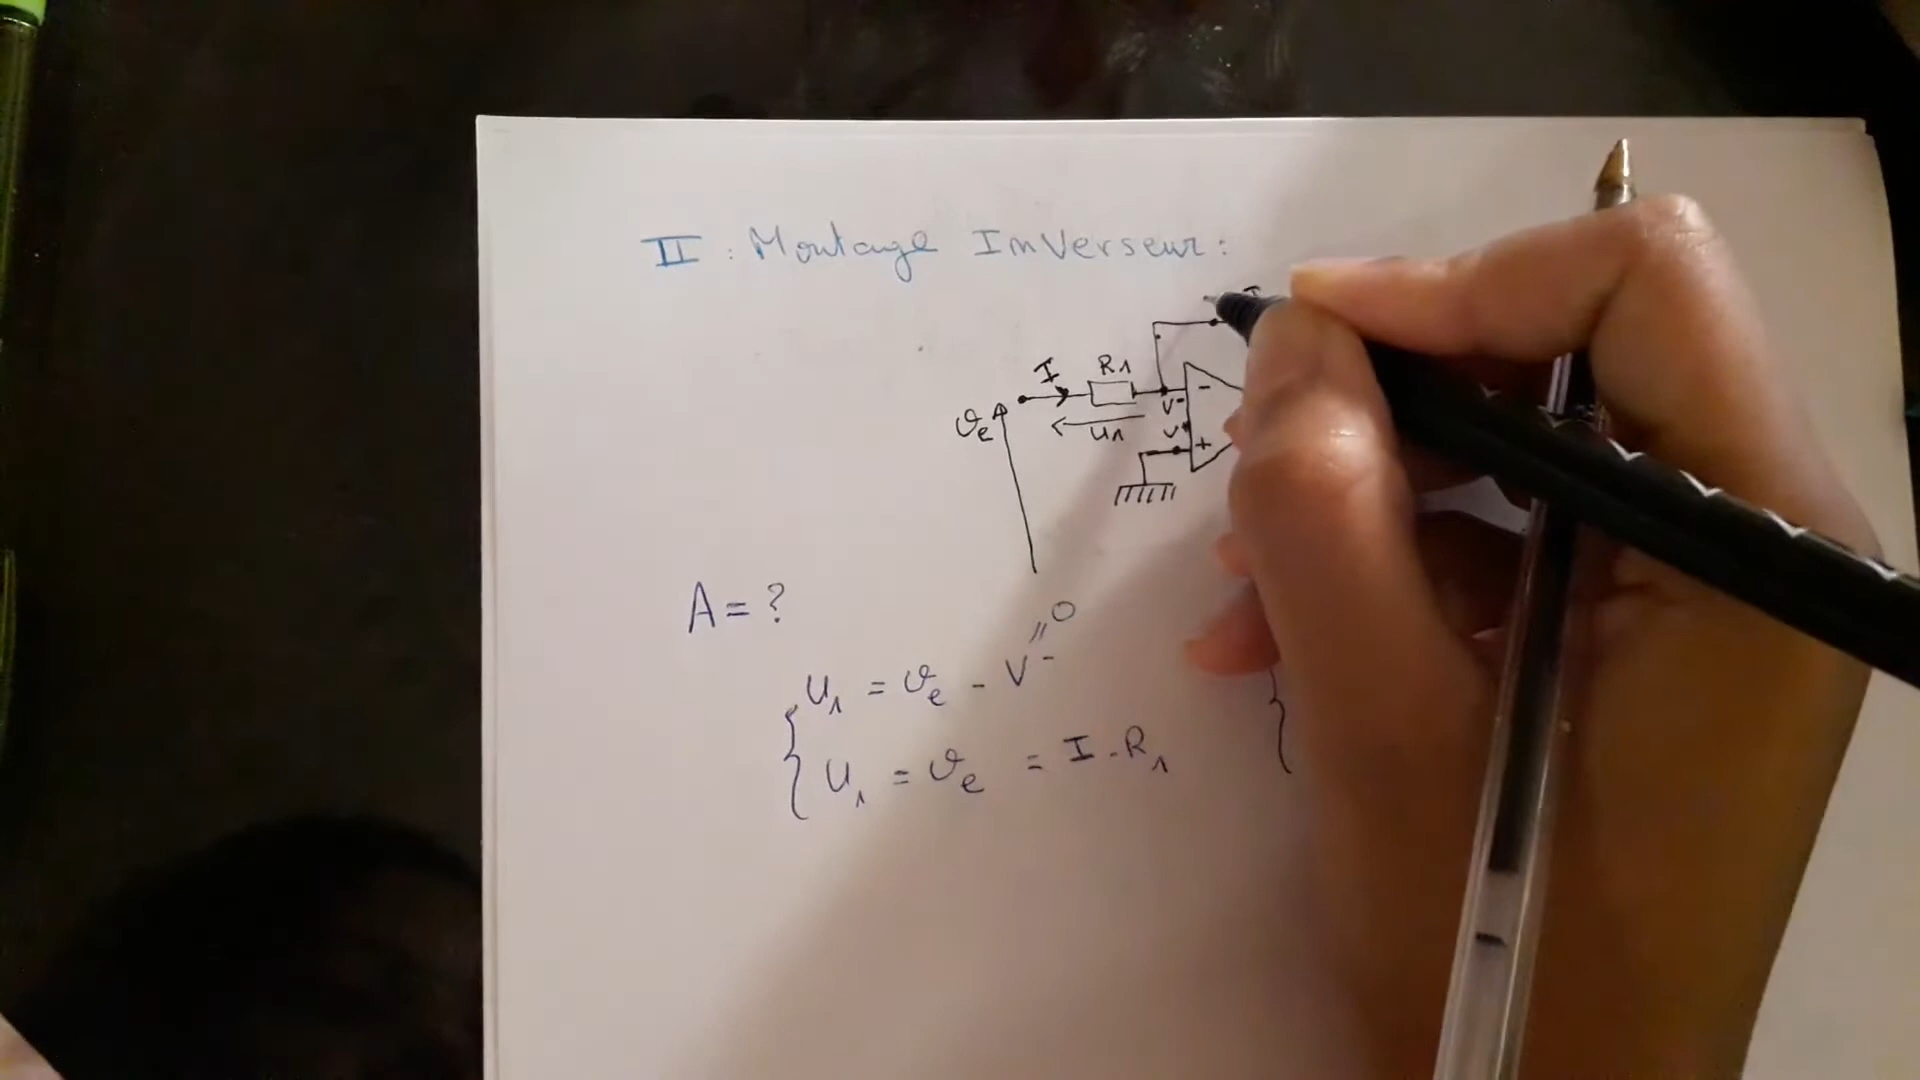 II : Montage InVerseur :
I
I R1
ve V- -
U1 V+ +
A = ?
"0
U1 = ve - V-
U1 = ve = I . R1